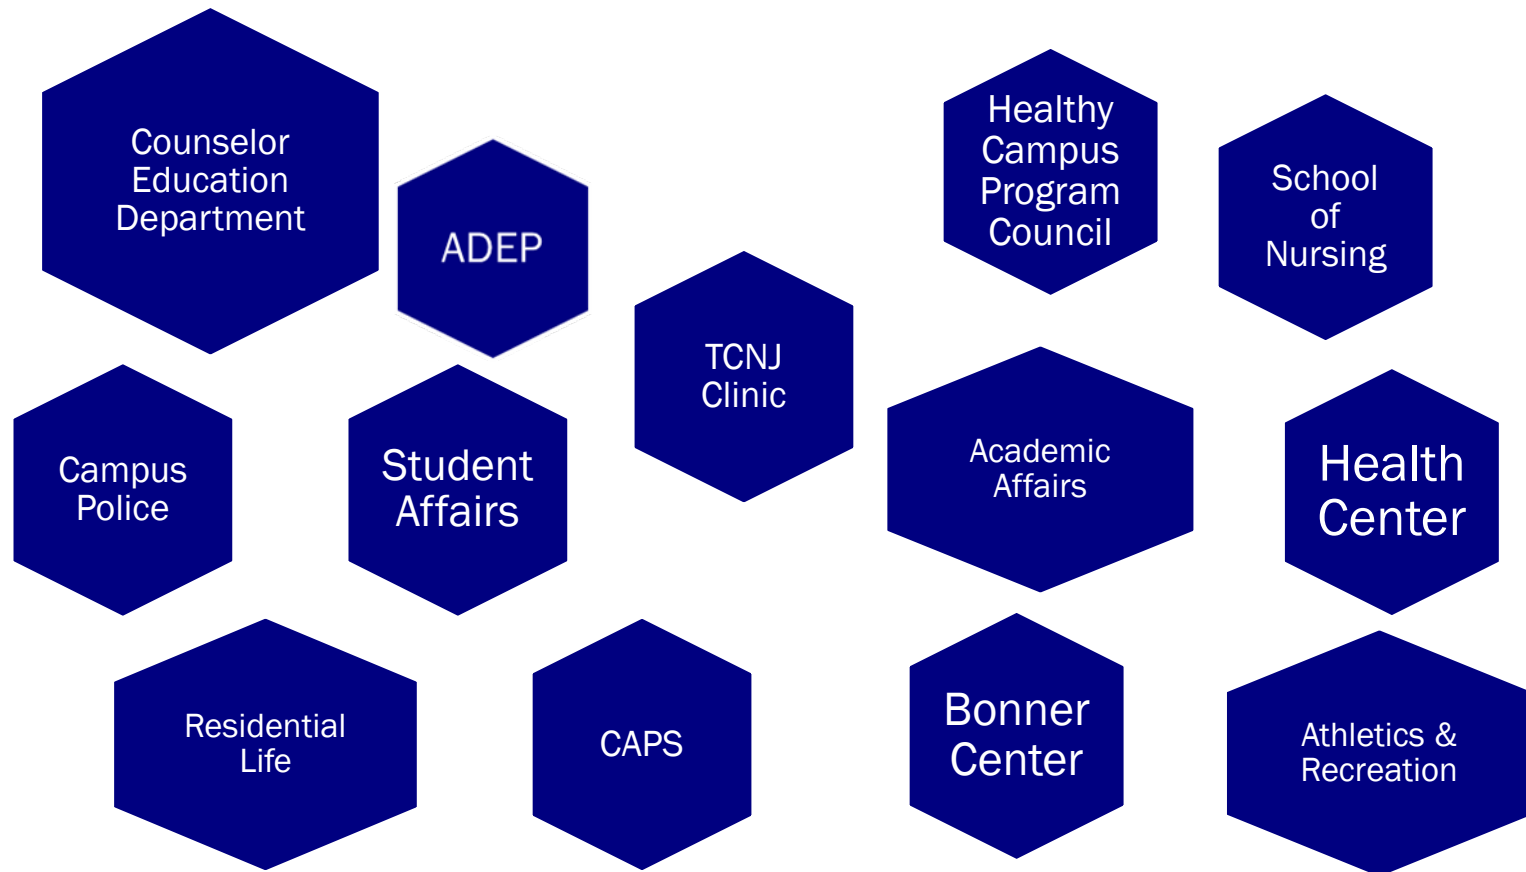 Counselor
Education
Department
ADEP
Healthy
Campus
Program
Council
School
of
Nursing
TCNJ
Clinic
Campus
Police
Student
Affairs
Academic
Affairs
Health
Center
Residential
Life
CAPS
Bonner
Center
Athletics &
Recreation